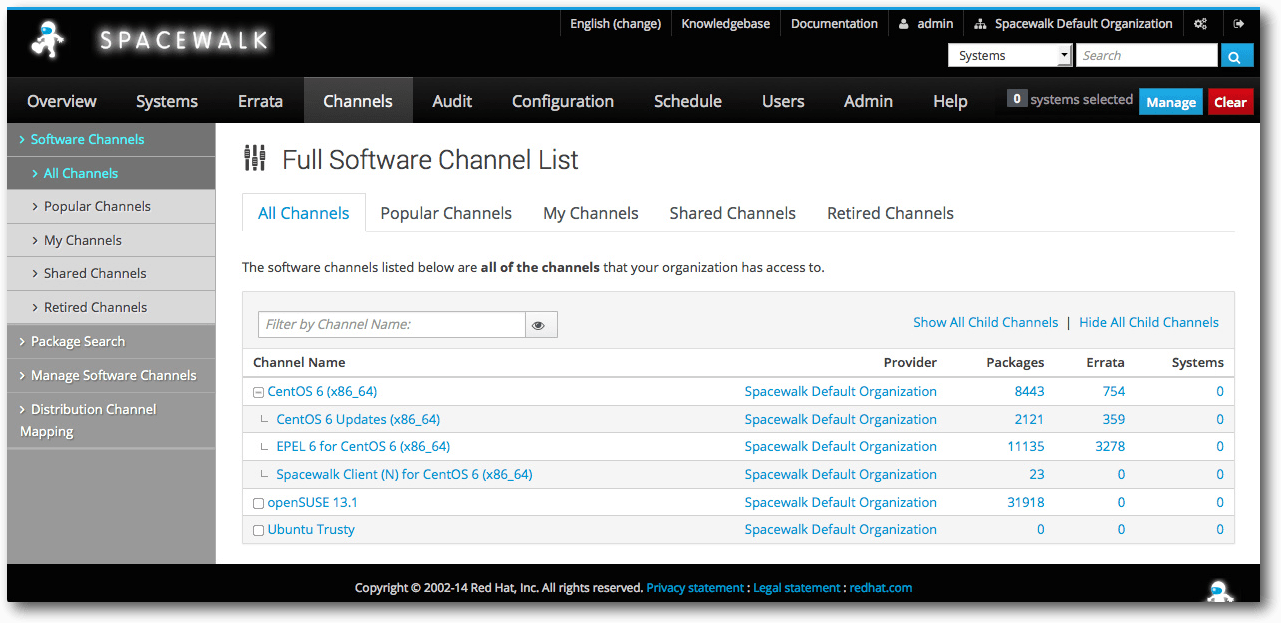 English (change) Knowledgebase Documentation admin Spacewalk Default Organization
SPACEWALK
Systems Search
Overview Systems Errata Channels Audit Configuration Schedule Users Admin Help 0 systems selected Manage Clear
Software Channels
All Channels
Popular Channels
My Channels
Shared Channels
Retired Channels
Package Search
Manage Software Channels
Distribution Channel
Mapping
Full Software Channel List
All Channels Popular Channels My Channels Shared Channels Retired Channels
The software channels listed below are all of the channels that your organization has access to.
Filter by Channel Name: Show All Child Channels | Hide All Child Channels
Channel Name Provider Packages Errata Systems
CentOS 6 (x86_64) Spacewalk Default Organization 8443 754 0
CentOS 6 Updates (x86_64) Spacewalk Default Organization 2121 359 0
EPEL 6 for CentOS 6 (x86_64) Spacewalk Default Organization 11135 3278 0
Spacewalk Client (N) for CentOS 6 (x86_64) Spacewalk Default Organization 23 0 0
openSUSE 13.1 Spacewalk Default Organization 31918 0 0
Ubuntu Trusty Spacewalk Default Organization 0 0 0
Copyright © 2002-14 Red Hat, Inc. All rights reserved. Privacy statement : Legal statement : redhat.com